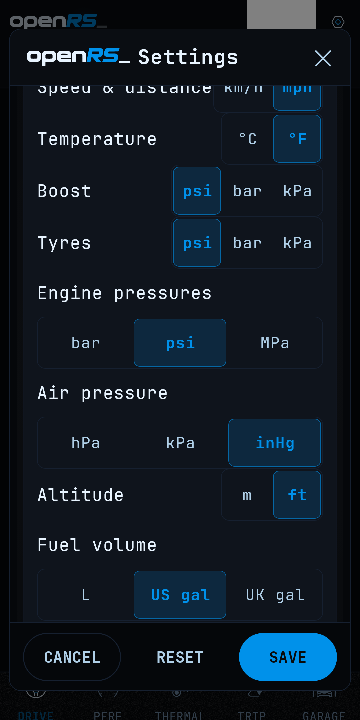 openRS_
openRS_ Settings
Speed & distance km/h mph
Temperature °C °F
Boost psi bar kPa
Tyres psi bar kPa
Engine pressures
bar psi MPa
Air pressure
hPa kPa inHg
Altitude m ft
Fuel volume
L US gal UK gal
CANCEL RESET SAVE
DRIVE PERF THERMAL TRIP GARAGE